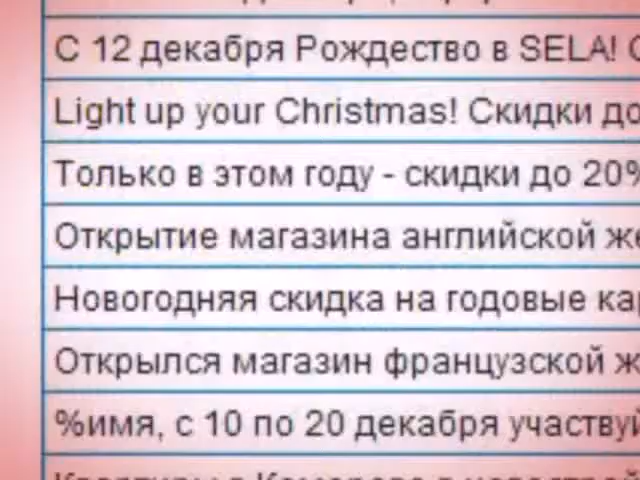 С 12 декабря Рождество в SELA!
Light up your Christmas! Скидки до
Только в этом году - скидки до 20%
Открытие магазина английской
Новогодняя скидка на годовые
Открылся магазин французской
%имя, с 10 по 20 декабря